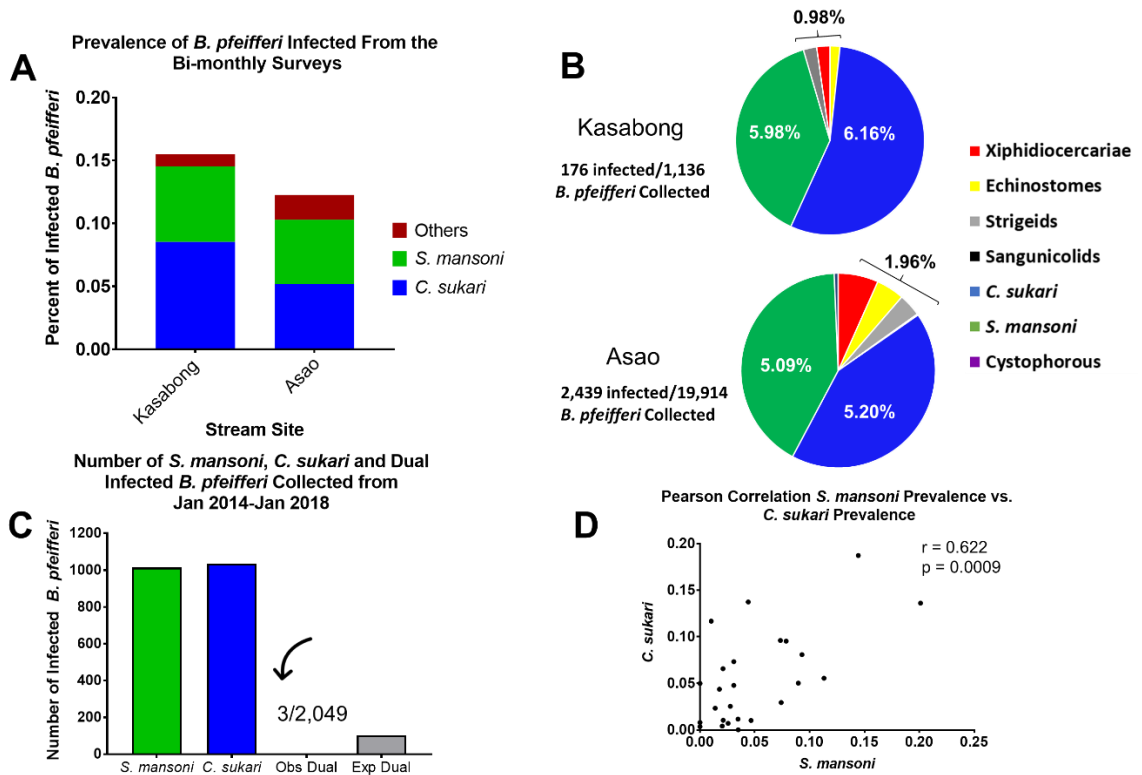 A
Prevalence of B. pfeifferi Infected From the
Bi-monthly Surveys
Percent of Infected B. pfeifferi
0.20
0.15
0.10
0.05
0.00
Kasabong
Asao
Stream Site
Others
S. mansoni
C. sukari
B
0.98%
Kasabong
176 infected/1,136
B. pfeifferi Collected
5.98%
6.16%
1.96%
Asao
2,439 infected/19,914
B. pfeifferi Collected
5.09%
5.20%
Xiphidiocercariae
Echinostomes
Strigeids
Sangunicolids
C. sukari
S. mansoni
Cystophorous
C
Number of S. mansoni, C. sukari and Dual
Infected B. pfeifferi Collected from
Jan 2014-Jan 2018
Number of Infected B. pfeifferi
1200
1000
800
600
400
200
0
3/2,049
S. mansoni
C. sukari
Obs Dual
Exp Dual
D
Pearson Correlation S. mansoni Prevalence vs.
C. sukari Prevalence
r = 0.622
p = 0.0009
C. sukari
0.20
0.15
0.10
0.05
0.00
0.00
0.05
0.10
0.15
0.20
0.25
S. mansoni